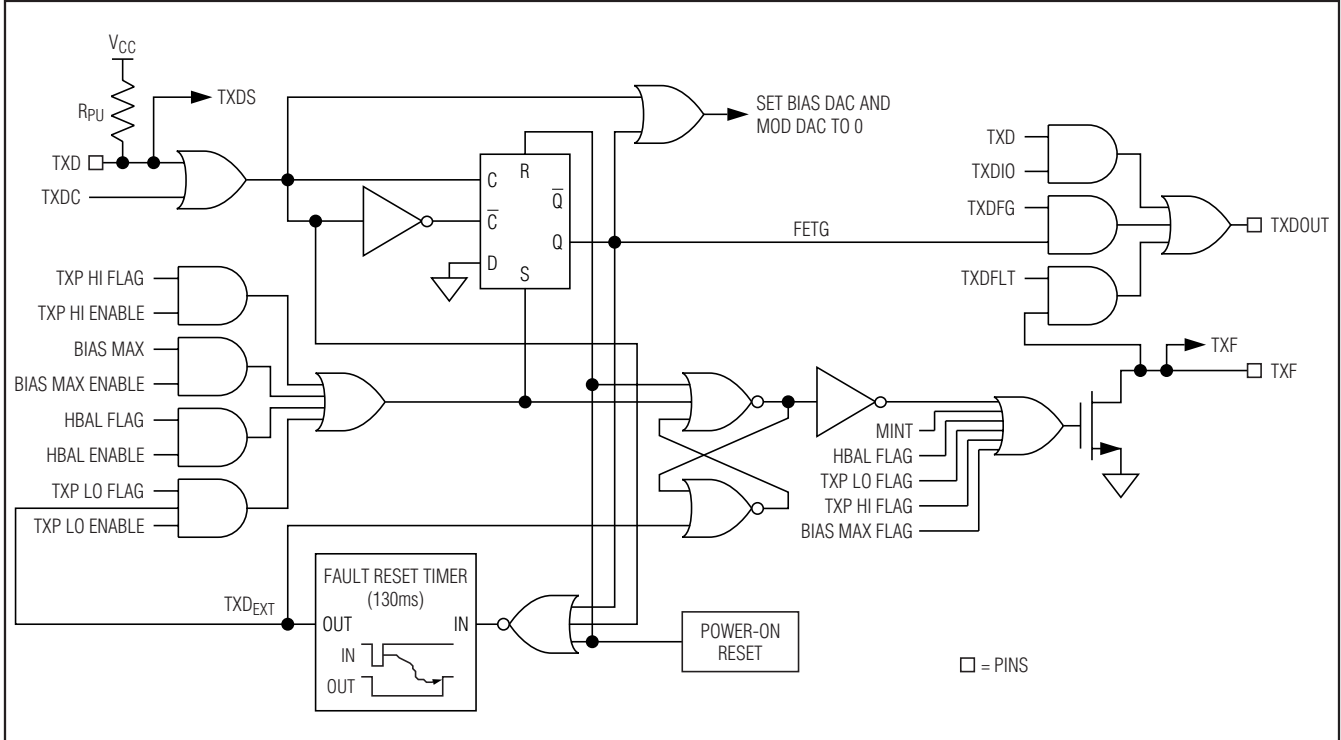 VCC
RPU
TXDS
TXD
TXDC
SET BIAS DAC AND
MOD DAC TO 0
R
C
Q
C
Q
D
S
FETG
TXD
TXDIO
TXDFG
TXDFLT
TXDOUT
TXF
TXF
TXP HI FLAG
TXP HI ENABLE
BIAS MAX
BIAS MAX ENABLE
HBAL FLAG
HBAL ENABLE
TXP LO FLAG
TXP LO ENABLE
MINT
HBAL FLAG
TXP LO FLAG
TXP HI FLAG
BIAS MAX FLAG
TXDEXT
FAULT RESET TIMER
(130ms)
OUT
IN
IN
OUT
POWER-ON
RESET
= PINS